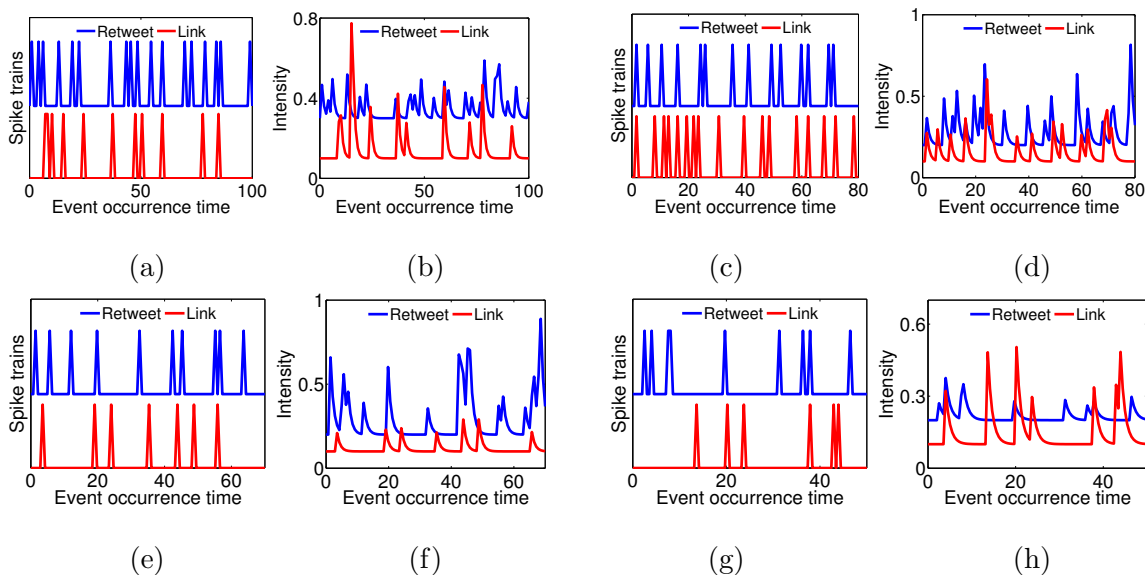 Retweet Link
Spike trains
0 50 100
Event occurrence time
(a)
Retweet Link
Intensity
0.8
0.4
0
0 50 100
Event occurrence time
(b)
Retweet Link
Spike trains
0 20 40 60 80
Event occurrence time
(c)
Retweet Link
Intensity
1
0.5
0
0 20 40 60 80
Event occurrence time
(d)
Retweet Link
Spike trains
0 20 40 60
Event occurrence time
(e)
Retweet Link
Intensity
1
0.5
0
0 20 40 60
Event occurrence time
(f)
Retweet Link
Spike trains
0 20 40
Event occurrence time
(g)
Retweet Link
Intensity
0.6
0.3
0
0 20 40
Event occurrence time
(h)